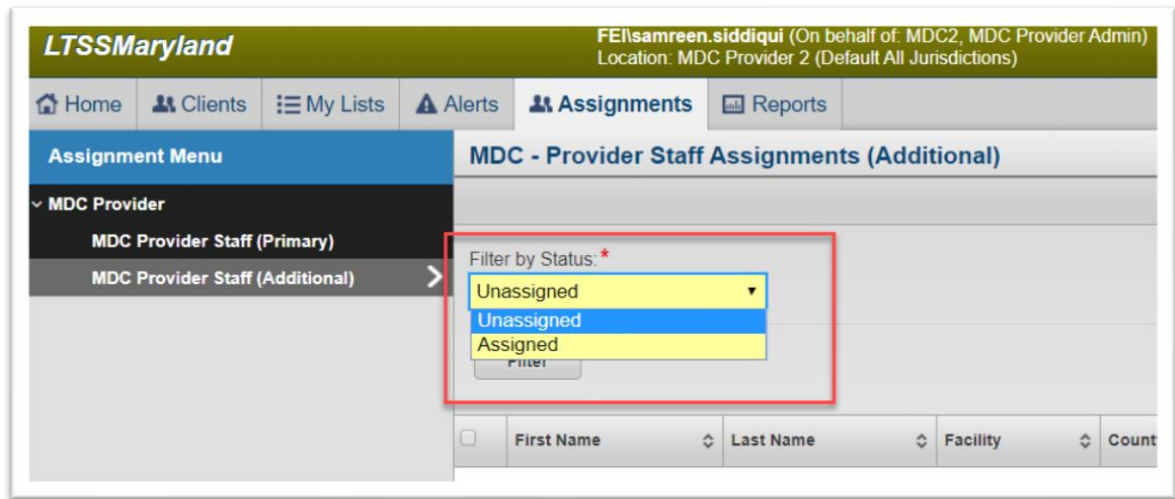 LTSSMaryland
FEI\samreen.siddiqui (On behalf of: MDC2, MDC Provider Admin)
Location: MDC Provider 2 (Default All Jurisdictions)
Home Clients My Lists Alerts Assignments Reports
Assignment Menu
MDC Provider
MDC Provider Staff (Primary)
MDC Provider Staff (Additional)
MDC - Provider Staff Assignments (Additional)
Filter by Status:*
Unassigned
Unassigned
Assigned
Filter
First Name Last Name Facility Count